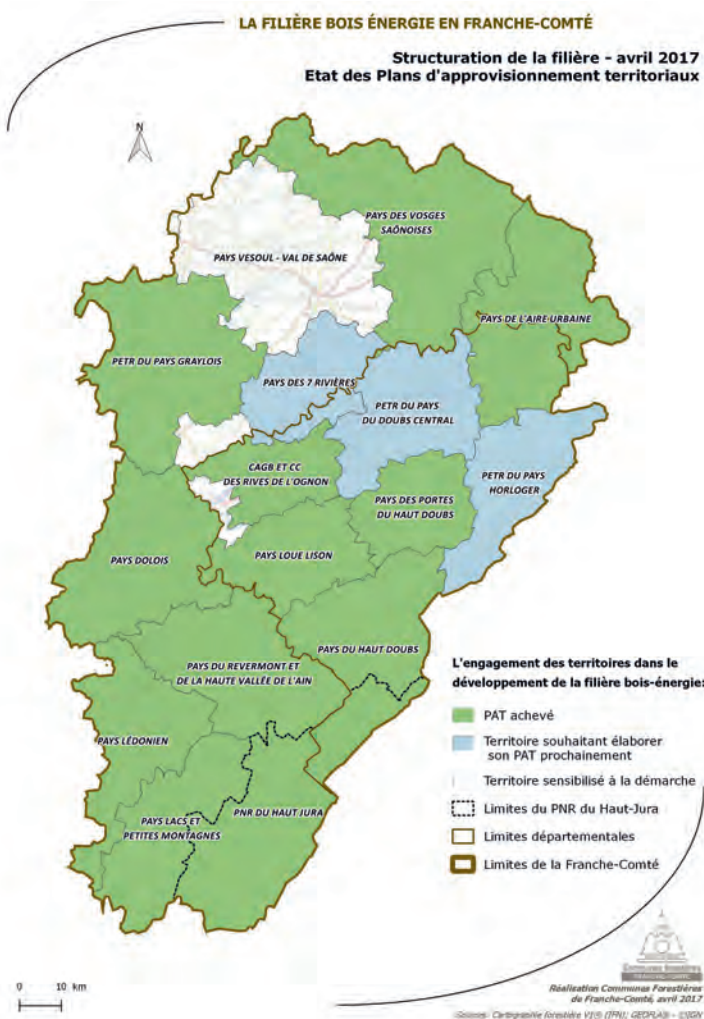 LA FILIÈRE BOIS ÉNERGIE EN FRANCHE-COMTÉ
Structuration de la filière - avril 2017
Etat des Plans d'approvisionnement territoriaux
N
PAYS DES VOSGES
SAÔNOISES
PAYS VESOUL - VAL DE SAÔNE
PAYS DE L'AIRE URBAINE
PETR DU PAYS GRAYLOIS
PAYS DES 7 RIVIÈRES
PETR DU PAYS
DU DOUBS CENTRAL
CAGB ET CC
DES RIVES DE L'OGNON
PETR DU PAYS
HORLOGER
PAYS DES PORTES
DU HAUT DOUBS
PAYS LOUE LISON
PAYS DOLOIS
PAYS DU HAUT DOUBS
PAYS DU REVERMONT ET
DE LA HAUTE VALLÉE DE L'AIN
PAYS LÉDONIEN
PAYS LACS ET
PETITES MONTAGNES
PNR DU HAUT JURA
L'engagement des territoires dans le
développement de la filière bois-énergie:
PAT achevé
Territoire souhaitant élaborer
son PAT prochainement
Territoire sensibilisé à la démarche
Limites du PNR du Haut-Jura
Limites départementales
Limites de la Franche-Comté
0 10 km
Communes forestières
FRANCHE-COMTÉ
Réalisation Communes Forestières
de Franche-Comté, avril 2017
Sources: Cartographie forestière